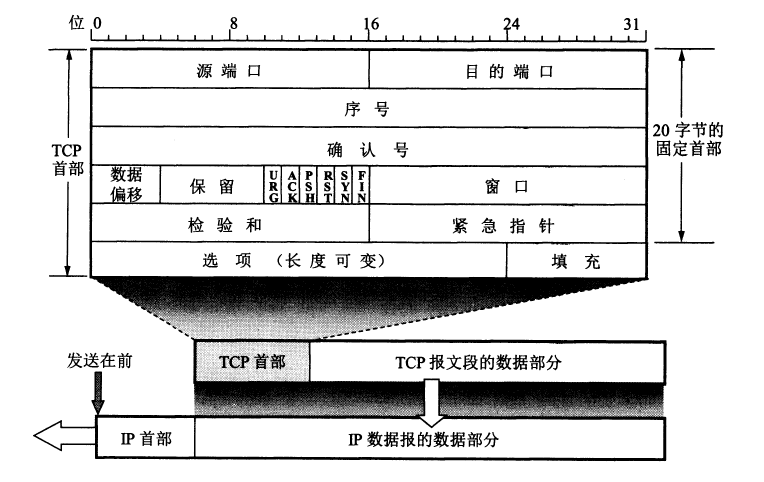 位 0 8 16 24 31
源端口 目的端口
序号
TCP
首部
确认号
20 字节的
固定首部
数据
偏移
保留
URG
ACK
PSH
RST
SYN
FIN
窗口
检验和 紧急指针
选项 (长度可变) 填充
发送在前
TCP 首部 TCP 报文段的数据部分
IP 首部 IP 数据报的数据部分